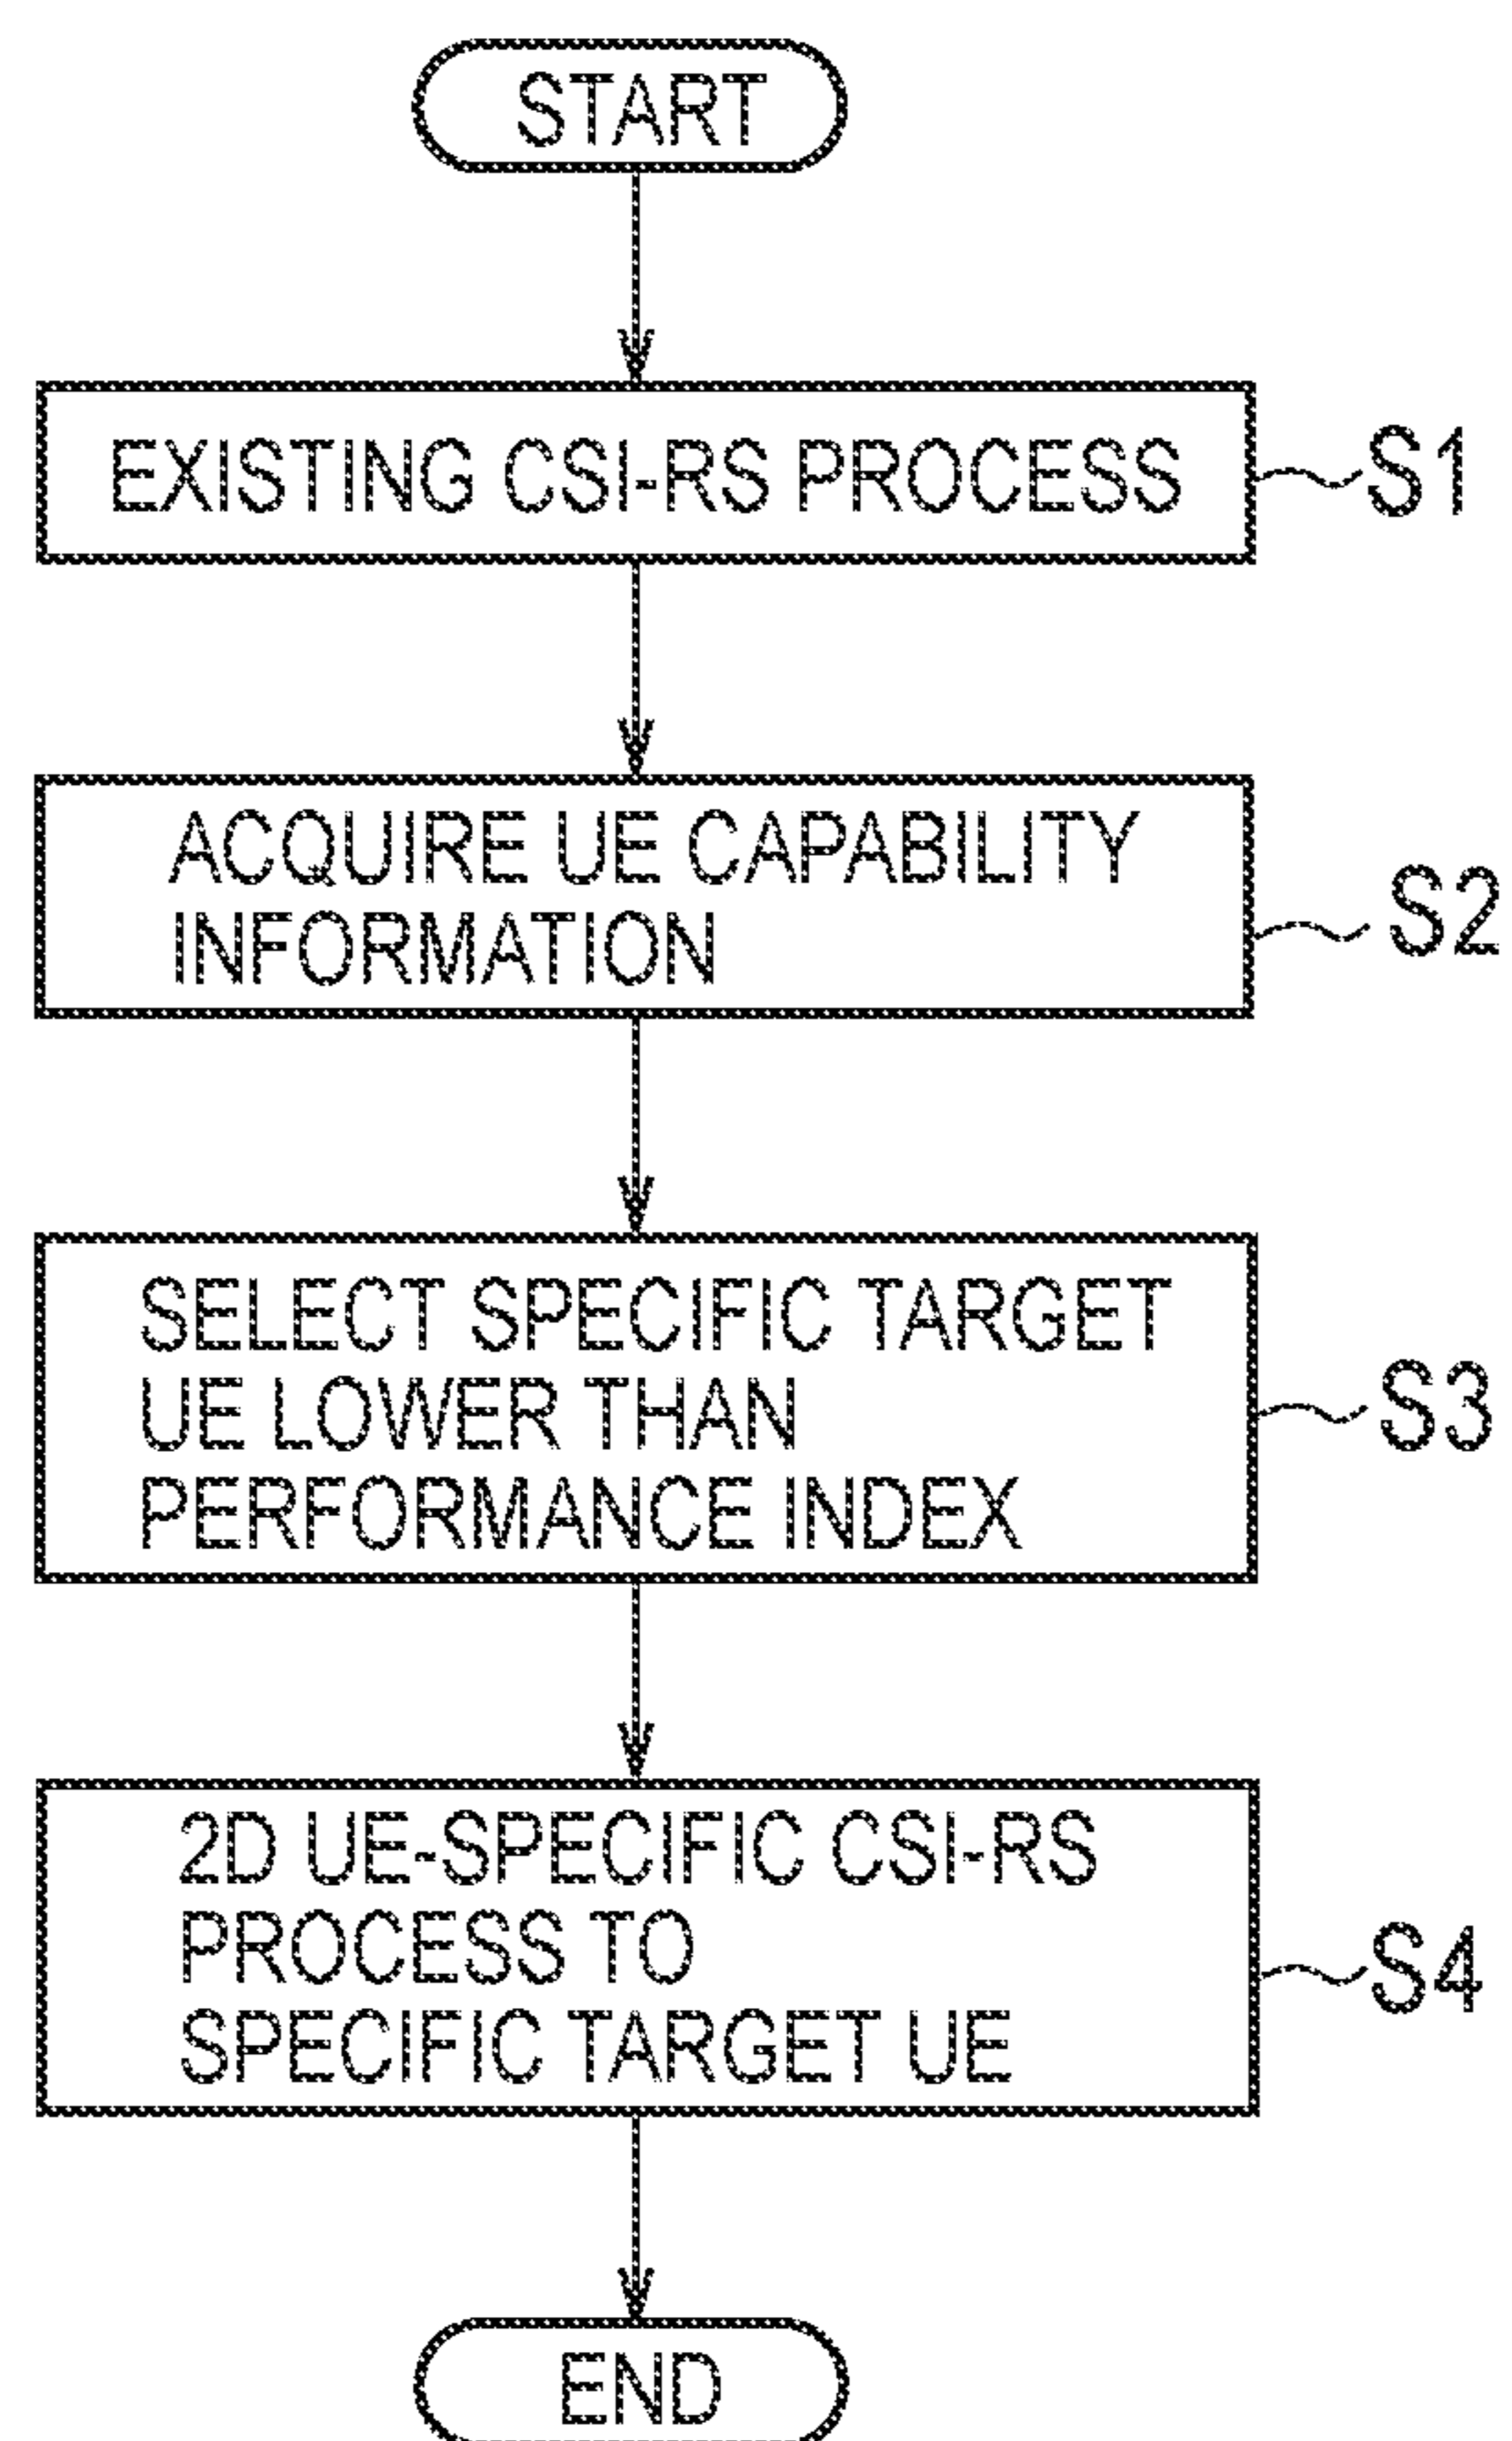 START
EXISTING CSI-RS PROCESS
S1
ACQUIRE UE CAPABILITY
INFORMATION
S2
SELECT SPECIFIC TARGET
UE LOWER THAN
PERFORMANCE INDEX
S3
2D UE-SPECIFIC CSI-RS
PROCESS TO
SPECIFIC TARGET UE
S4
END